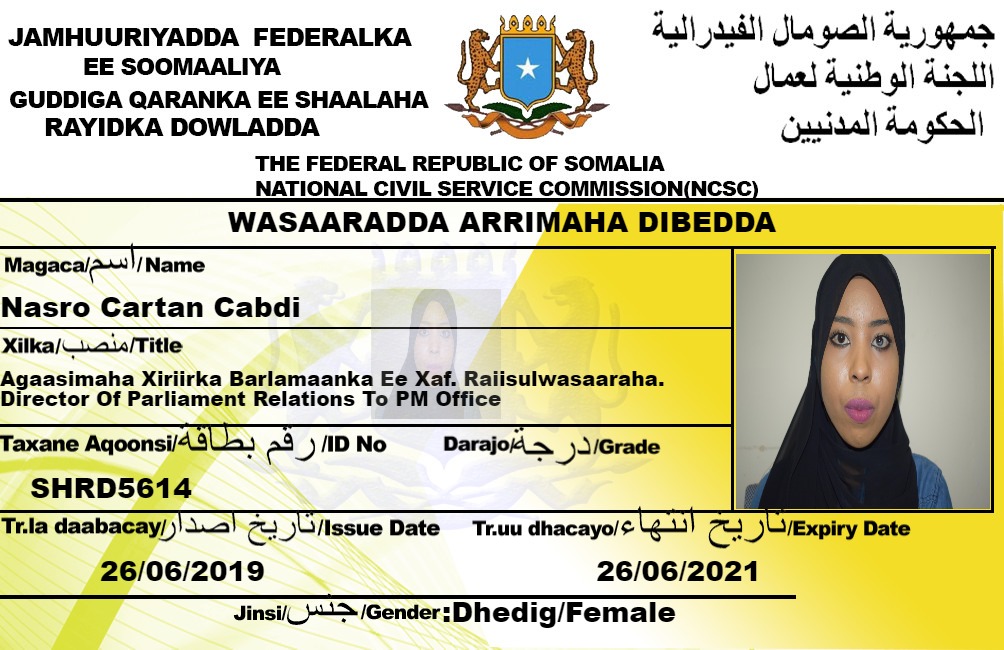 JAMHUURIYADDA FEDERALKA
EE SOOMAALIYA
GUDDIGA QARANKA EE SHAALAHA
RAYIDKA DOWLADDA
جمهورية الصومال الفيدرالية
اللجنة الوطنية لعمال
الحكومة المدنيين
THE FEDERAL REPUBLIC OF SOMALIA
NATIONAL CIVIL SERVICE COMMISSION(NCSC)
WASAARADDA ARRIMAHA DIBEDDA
Magaca/اسم/Name
Nasro Cartan Cabdi
Xilka/منصب/Title
Agaasimaha Xiriirka Barlamaanka Ee Xaf. Raiisulwasaaraha.
Director Of Parliament Relations To PM Office
Taxane Aqoonsi/رقم بطاقة/ID No
Darajo/درجة/Grade
SHRD5614
Tr.la daabacay/تاريخ اصدار/Issue Date
Tr.uu dhacayo/تاريخ انتهاء/Expiry Date
26/06/2019
26/06/2021
Jinsi/جنس/Gender:Dhedig/Female